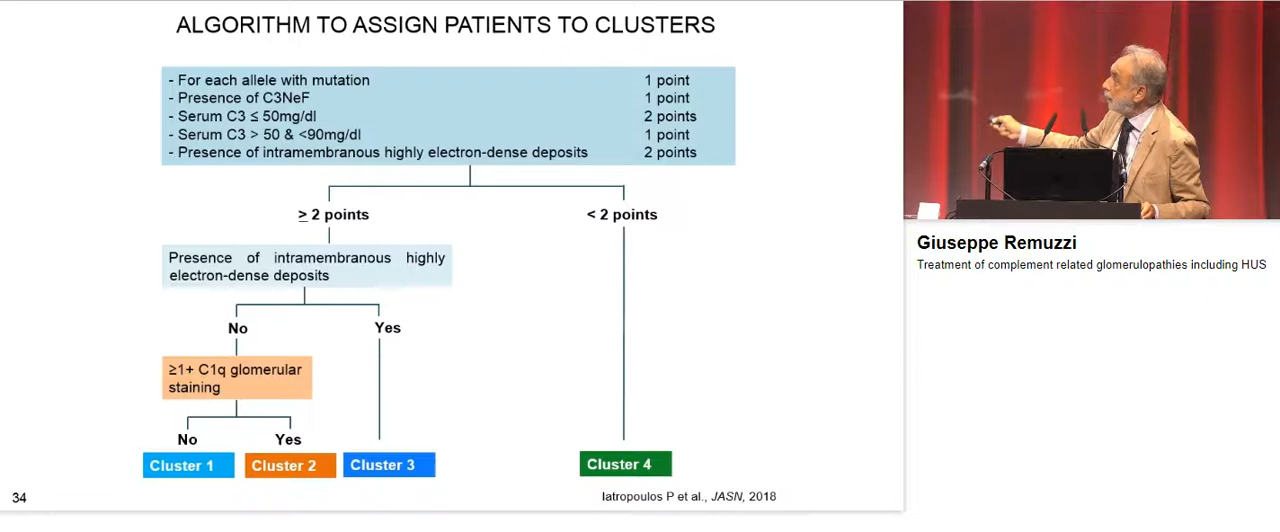 ALGORITHM TO ASSIGN PATIENTS TO CLUSTERS
- For each allele with mutation 1 point
- Presence of C3NeF 1 point
- Serum C3 ≤ 50mg/dl 2 points
- Serum C3 > 50 & <90mg/dl 1 point
- Presence of intramembranous highly electron-dense deposits 2 points
≥ 2 points
< 2 points
Presence of intramembranous highly
electron-dense deposits
No
Yes
≥1+ C1q glomerular
staining
No
Yes
Cluster 1
Cluster 2
Cluster 3
Cluster 4
34
Iatropoulos P et al., JASN, 2018
Giuseppe Remuzzi
Treatment of complement related glomerulopathies including HUS